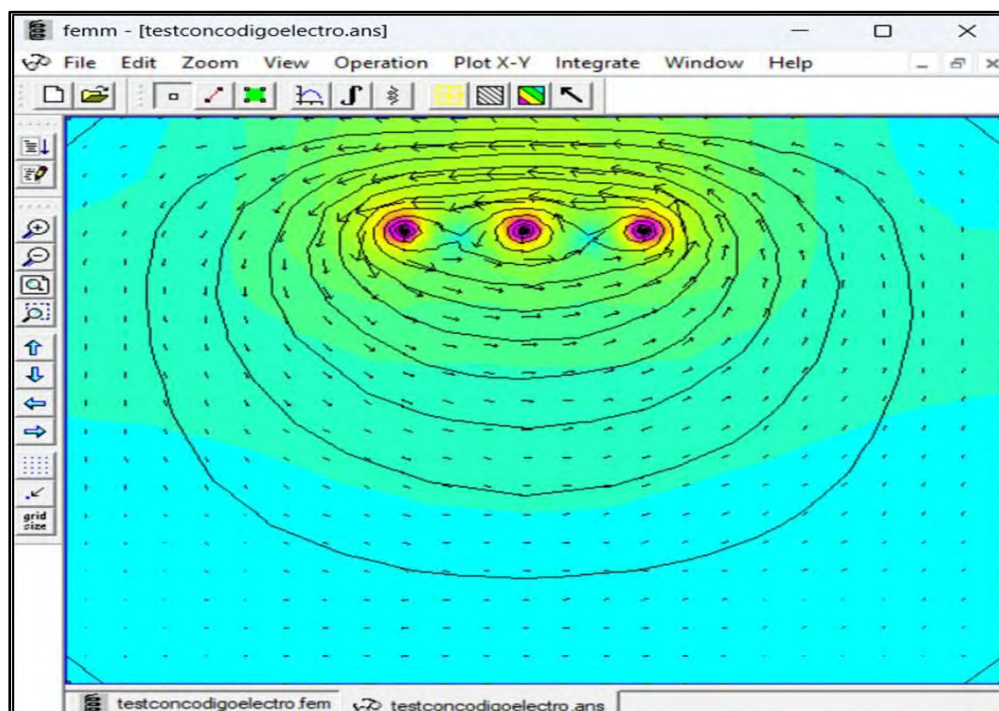 femm - [testconcodigoelectro.ans]
File Edit Zoom View Operation Plot X-Y Integrate Window Help
grid
size
testconcodigoelectro.fem testconcodigoelectro.ans